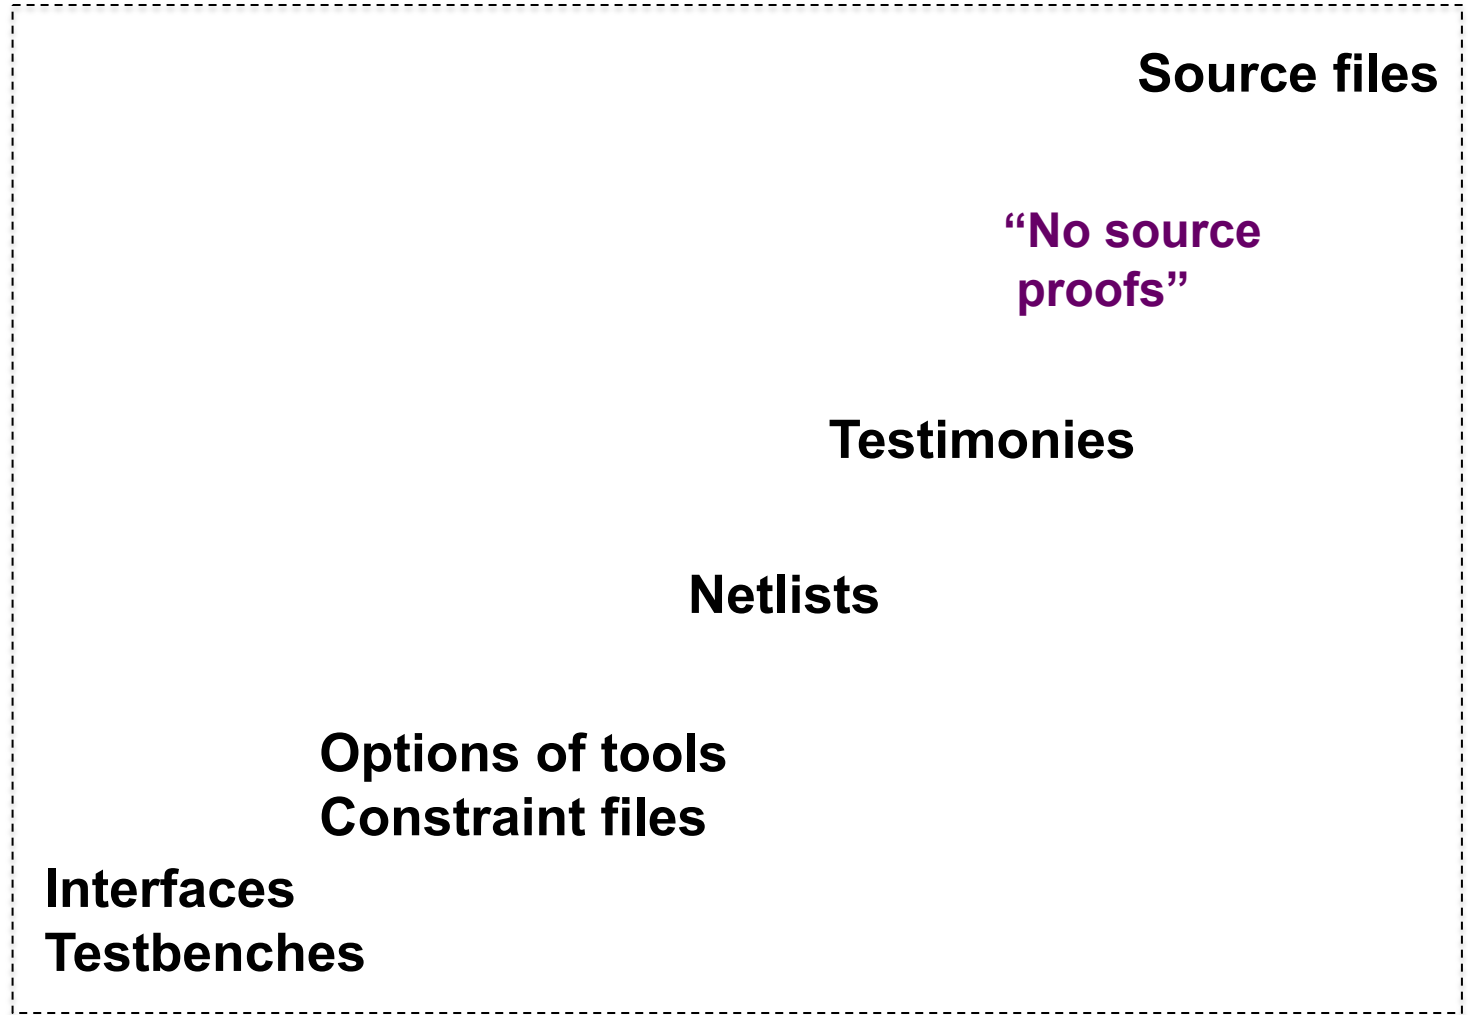 Source files
“No source
proofs”
Testimonies
Netlists
Options of tools
Constraint files
Interfaces
Testbenches